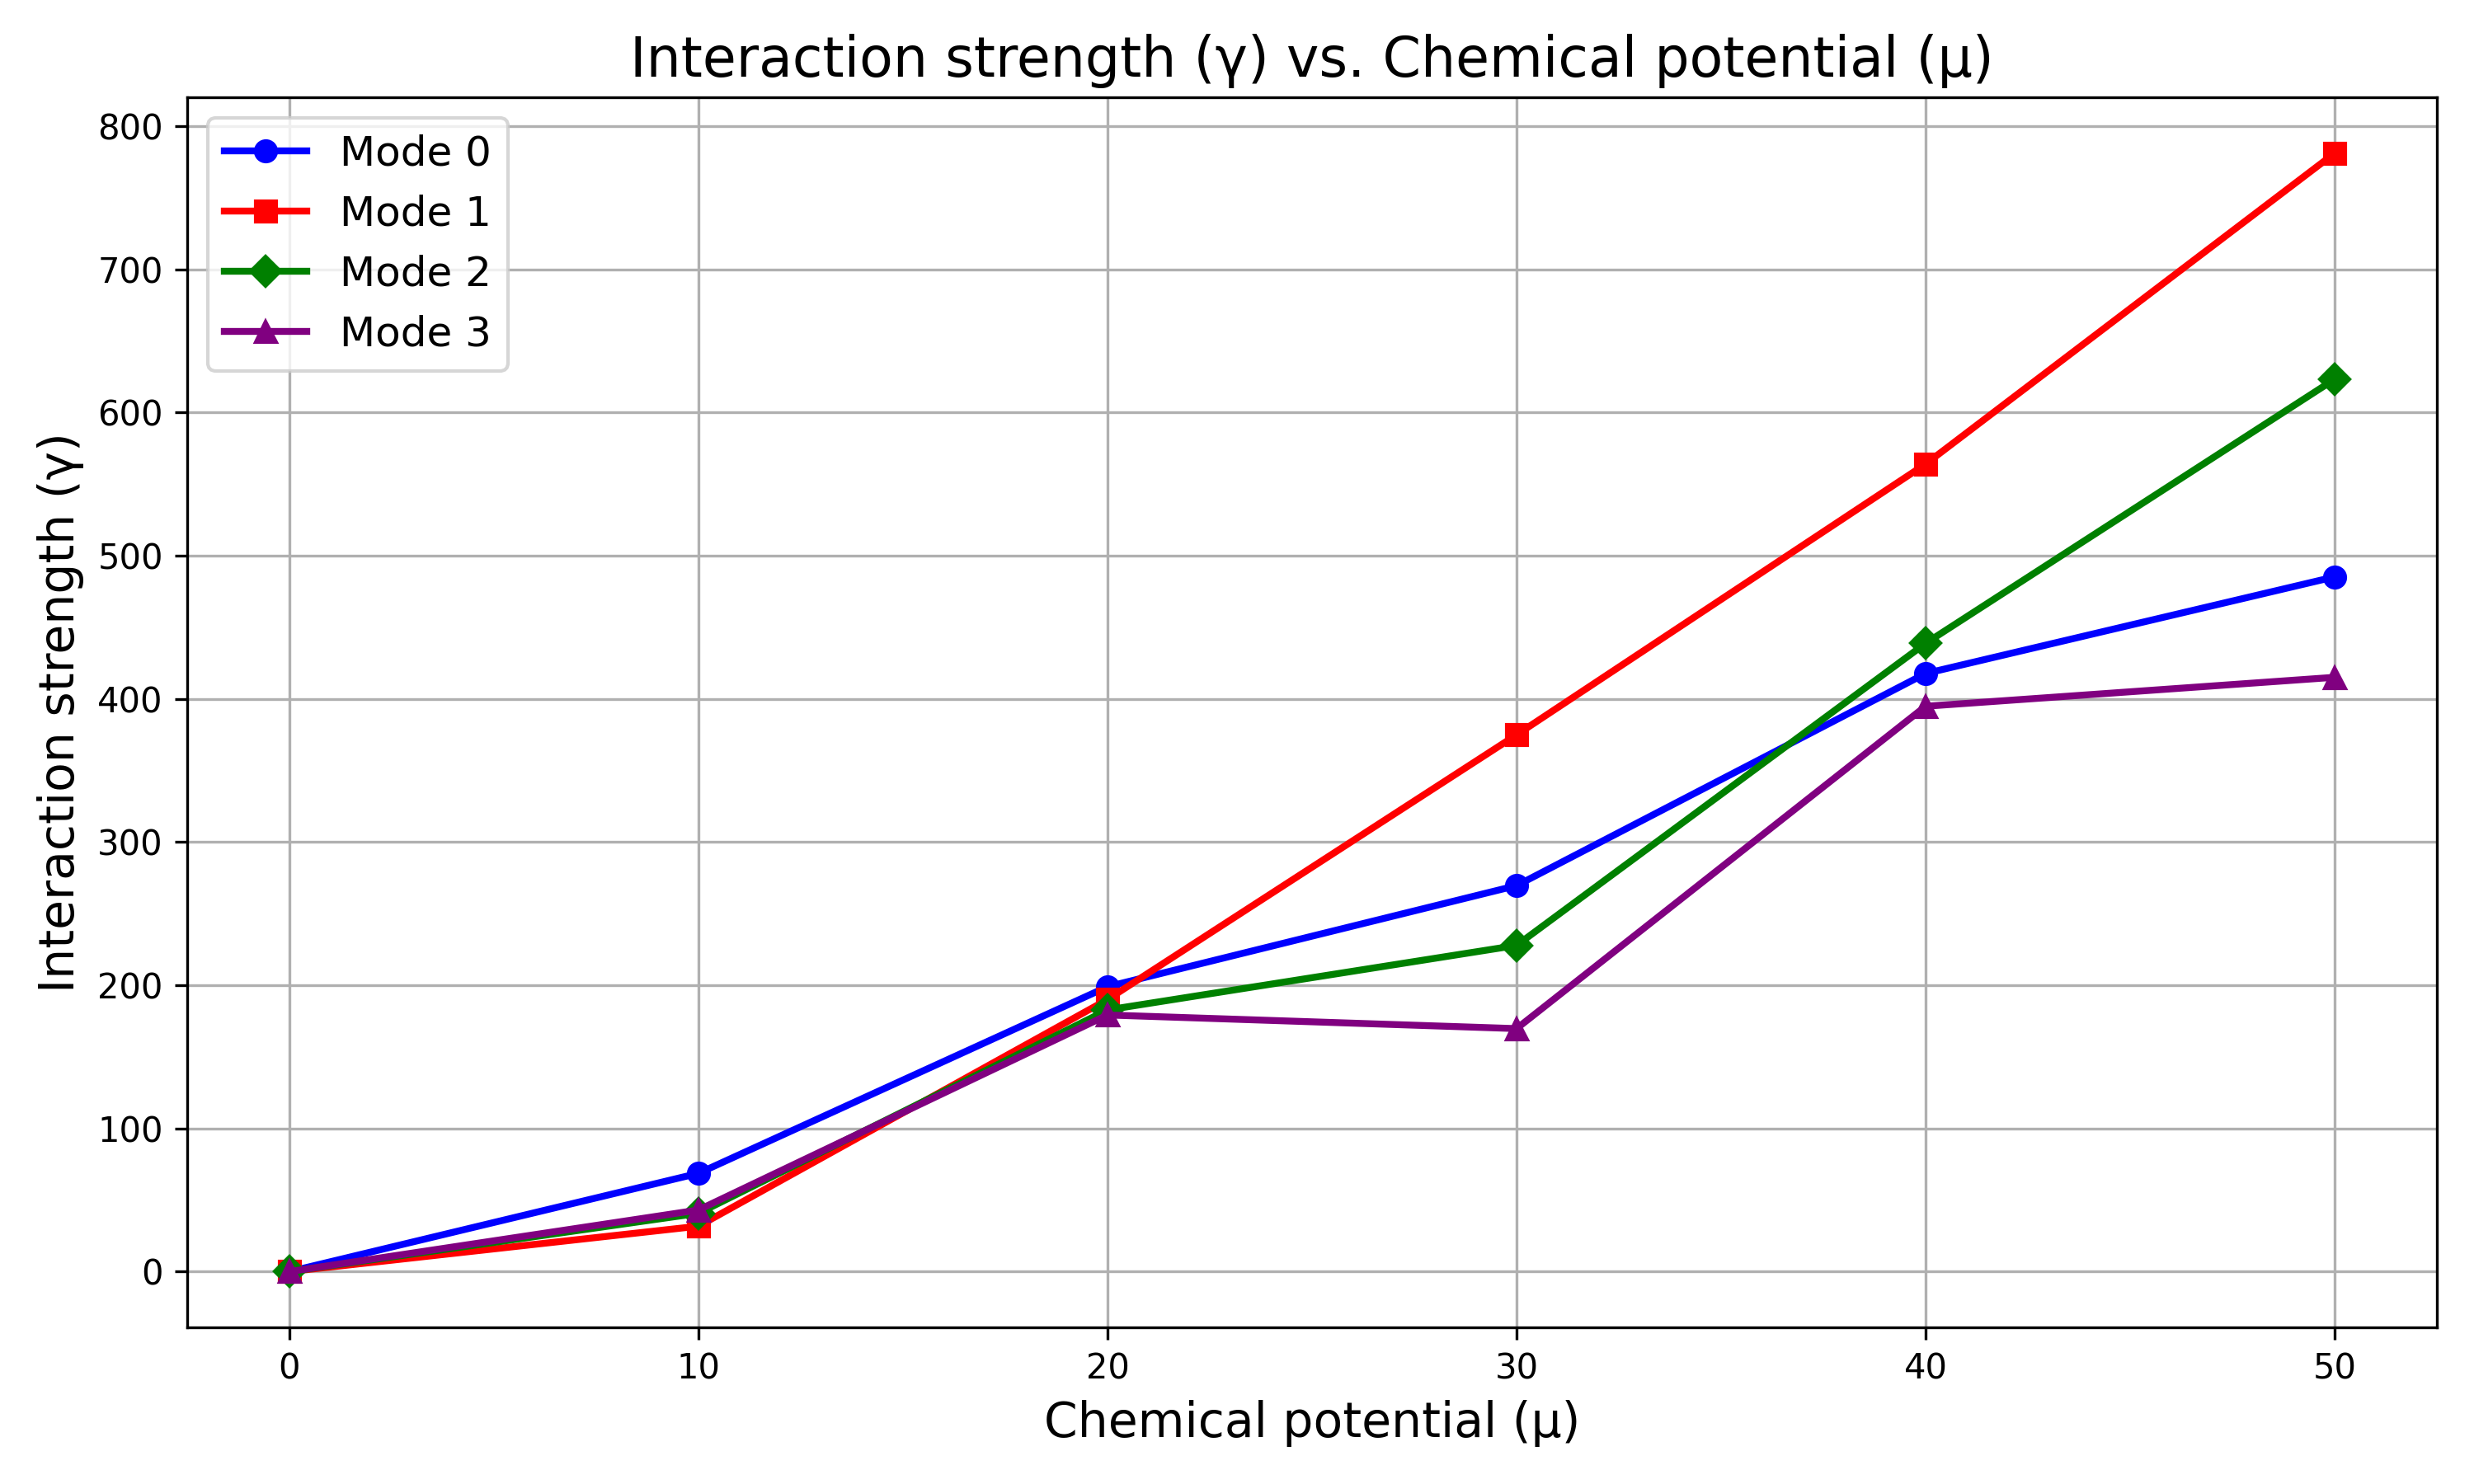 Interaction strength (γ) vs. Chemical potential (μ)
Mode 0
Mode 1
Mode 2
Mode 3
Interaction strength (γ)
800
700
600
500
400
300
200
100
0
0 10 20 30 40 50
Chemical potential (μ)